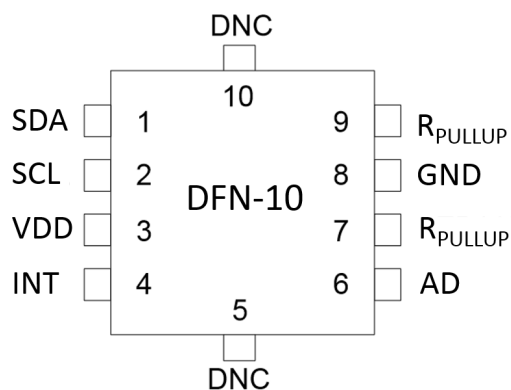 DNC
10
SDA 1 9 RPULLUP
SCL 2 8 GND
DFN-10
VDD 3 7 RPULLUP
INT 4 6 AD
5
DNC